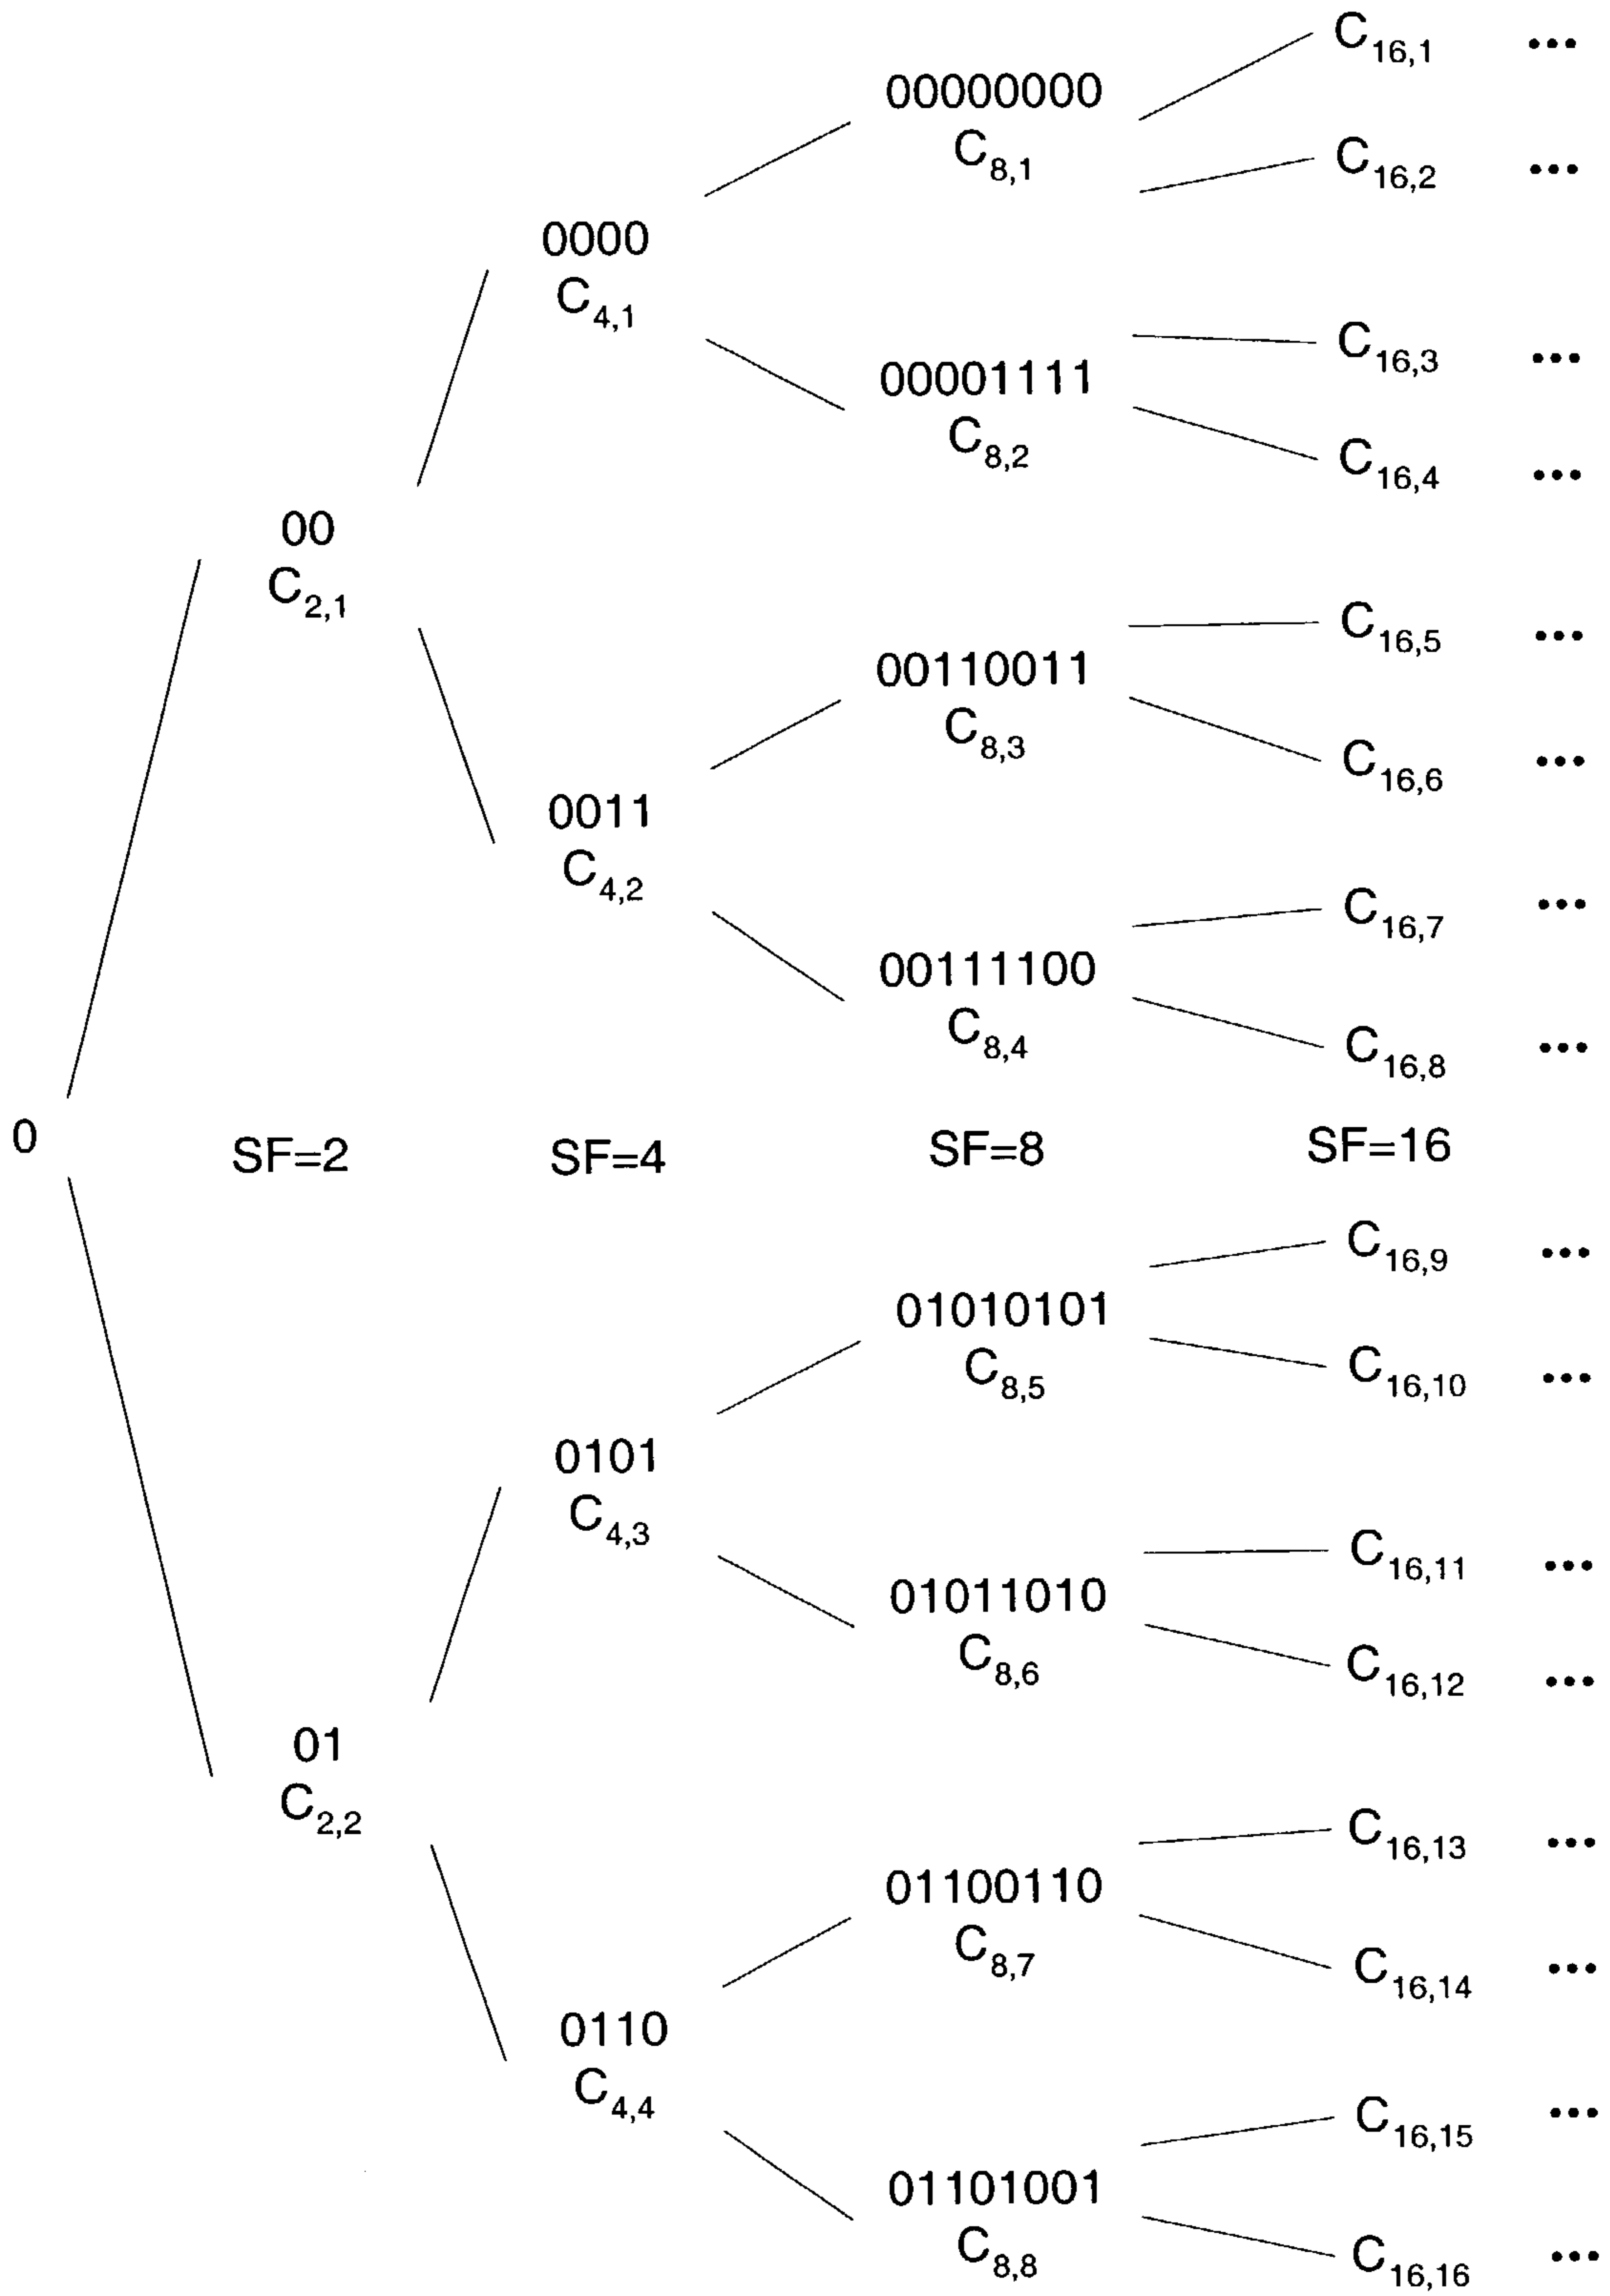 C16,1 •••
00000000
C8,1
C16,2 •••
0000
C4,1
C16,3 •••
00001111
C8,2
C16,4 •••
00
C2,1
C16,5 •••
00110011
C8,3
C16,6 •••
0011
C4,2
C16,7 •••
00111100
C8,4
C16,8 •••
0 SF=2 SF=4 SF=8 SF=16
C16,9 •••
01010101
C8,5
C16,10 •••
0101
C4,3
C16,11 •••
01011010
C8,6
C16,12 •••
01
C2,2
C16,13 •••
01100110
C8,7
C16,14 •••
0110
C4,4
C16,15 •••
01101001
C8,8
C16,16 •••